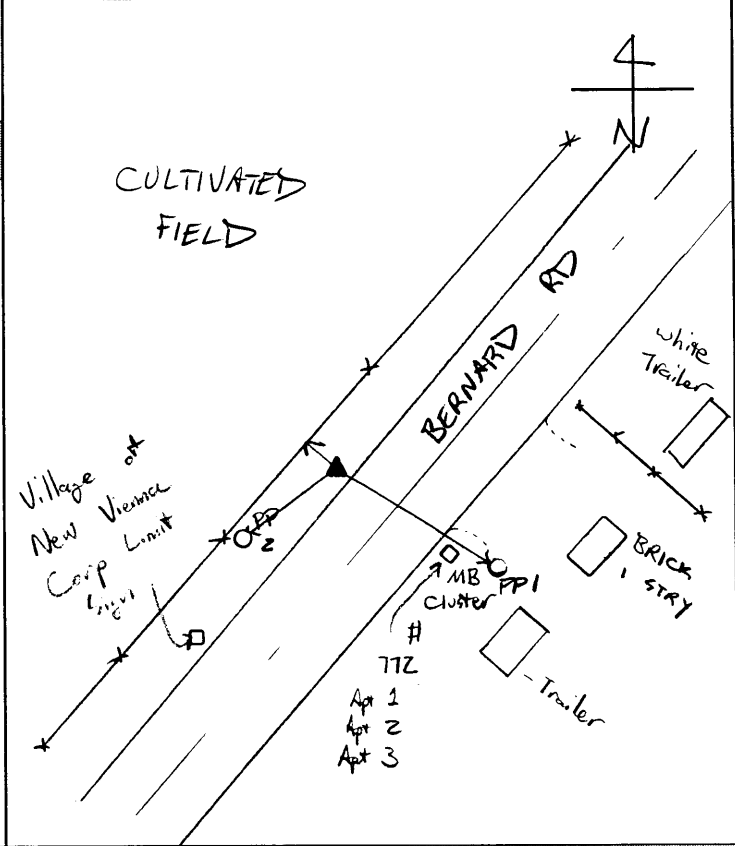 N
CULTIVATED
FIELD
BERNARD RD
White
Trailer
Village of
New Vienna
Corp Limit
Sign
PP
2
MB
Cluster
PP1
BRICK
1 STRY
#
772
Apt 1
Apt 2
Apt 3
Trailer